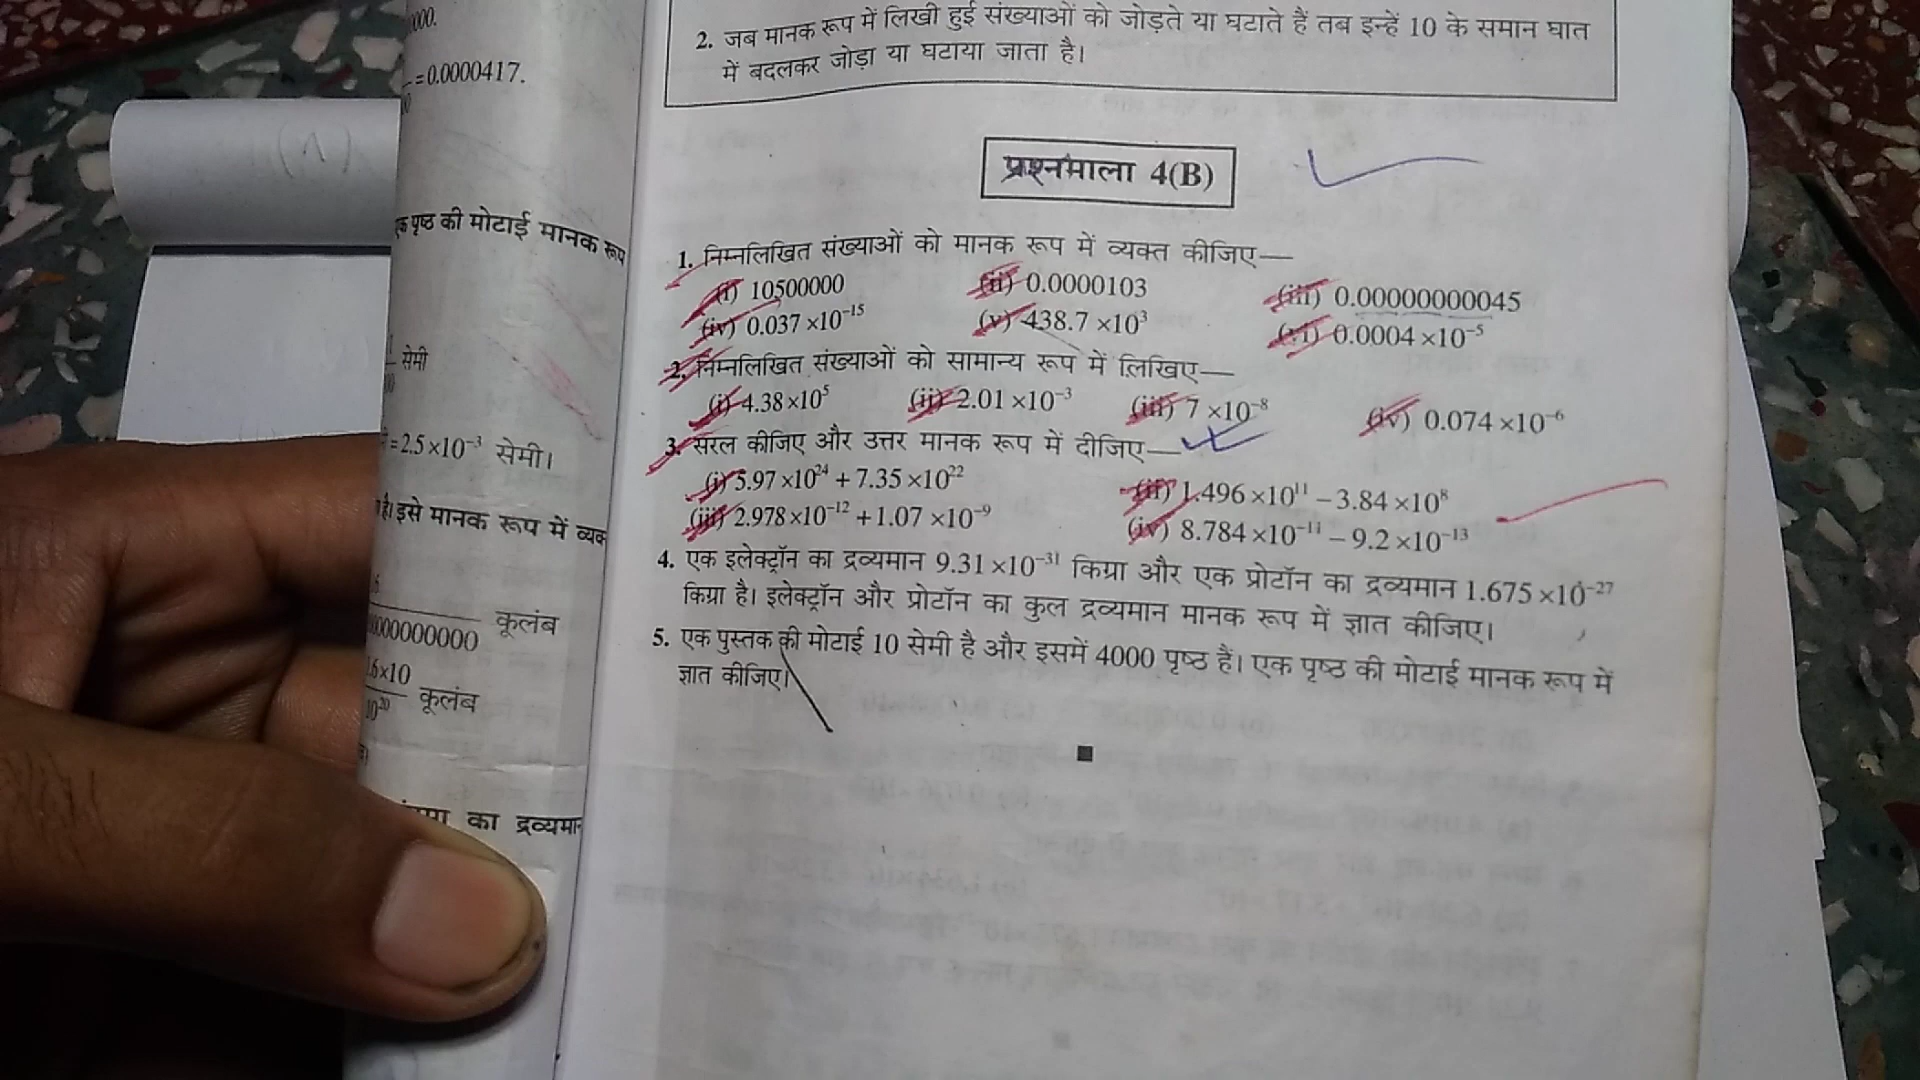 000.
=0.0000417.
एक पृष्ठ की मोटाई मानक रूप
सेमी
=2.5×10⁻³ सेमी।
है। इसे मानक रूप में व्यक
000000000 कूलंब
1.6×10
10²⁰ कूलंब
का द्रव्यमान
2. जब मानक रूप में लिखी हुई संख्याओं को जोड़ते या घटाते हैं तब इन्हें 10 के समान घात
में बदलकर जोड़ा या घटाया जाता है।
प्रश्नमाला 4(B)
1. निम्नलिखित संख्याओं को मानक रूप में व्यक्त कीजिए—
(i) 10500000 (ii) 0.0000103 (iii) 0.00000000045
(iv) 0.037 ×10⁻¹⁵ (v) 438.7 ×10³ (vi) 0.0004 ×10⁻⁵
2. निम्नलिखित संख्याओं को सामान्य रूप में लिखिए—
(i) 4.38×10⁵ (ii) 2.01 ×10⁻³ (iii) 7 ×10⁻⁸ (iv) 0.074 ×10⁻⁶
3. सरल कीजिए और उत्तर मानक रूप में दीजिए—
(i) 5.97 ×10²⁴ + 7.35 ×10²² (ii) 1.496 ×10¹¹ – 3.84 ×10⁸
(iii) 2.978 ×10⁻¹² + 1.07 ×10⁻⁹ (iv) 8.784 ×10⁻¹¹ – 9.2 ×10⁻¹³
4. एक इलेक्ट्रॉन का द्रव्यमान 9.31 ×10⁻³¹ किग्रा और एक प्रोटॉन का द्रव्यमान 1.675 ×10⁻²⁷
किग्रा है। इलेक्ट्रॉन और प्रोटॉन का कुल द्रव्यमान मानक रूप में ज्ञात कीजिए।
5. एक पुस्तक की मोटाई 10 सेमी है और इसमें 4000 पृष्ठ हैं। एक पृष्ठ की मोटाई मानक रूप में
ज्ञात कीजिए।